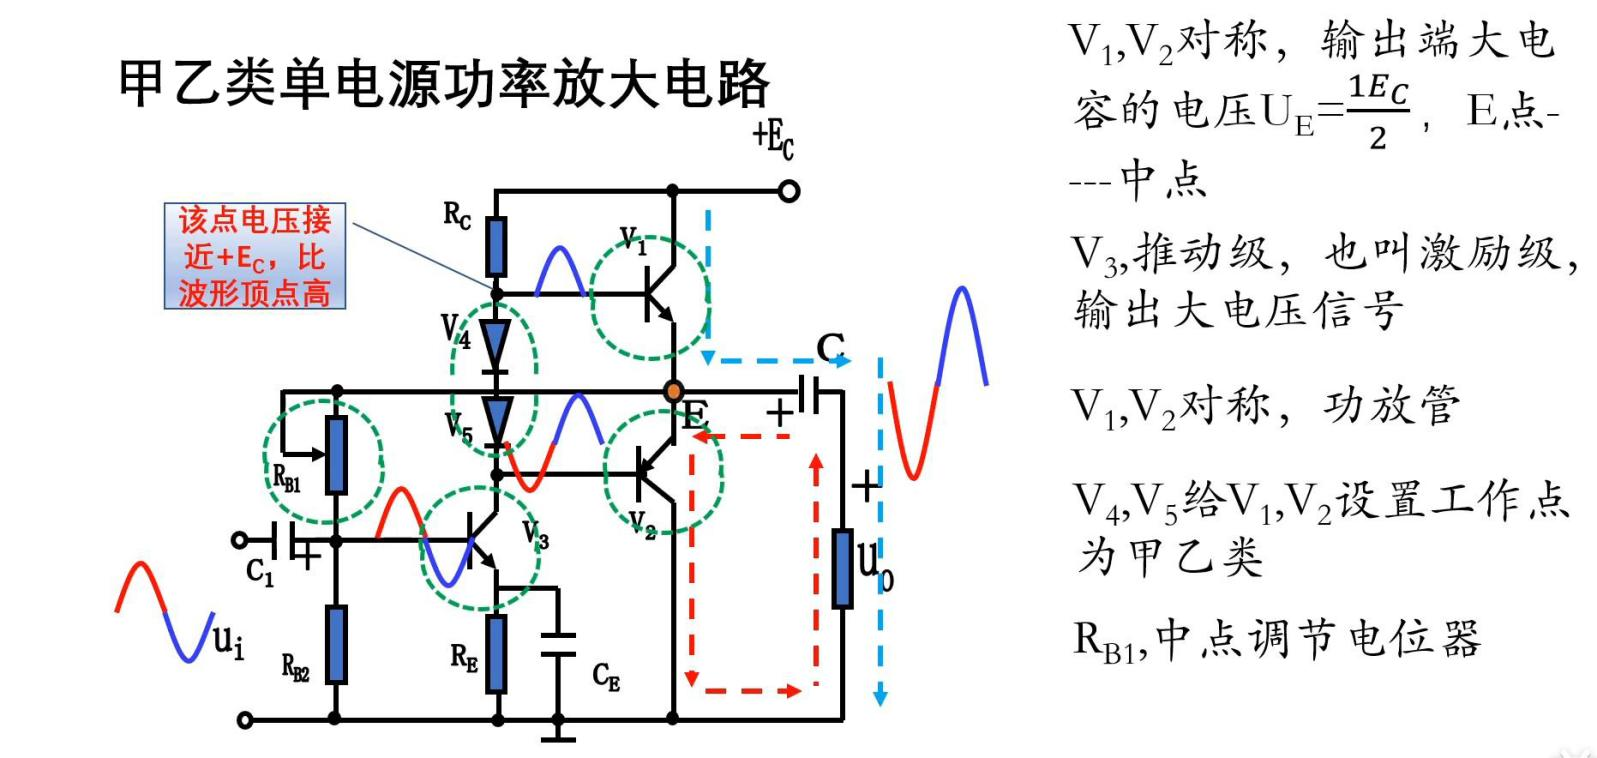 甲乙类单电源功率放大电路
+E_C
该点电压接
近+E_C，比
波形顶点高
R_C
V_1
V_4
C
E
+
V_5
R_B1
+
V_2
V_3
C_1
+
u_o
u_i
R_B2
R_E
C_E
V_1,V_2对称，输出端大电
容的电压U_E=1E_C/2，E点-
---中点
V_3,推动级，也叫激励级，
输出大电压信号
V_1,V_2对称，功放管
V_4,V_5给V_1,V_2设置工作点
为甲乙类
R_B1,中点调节电位器